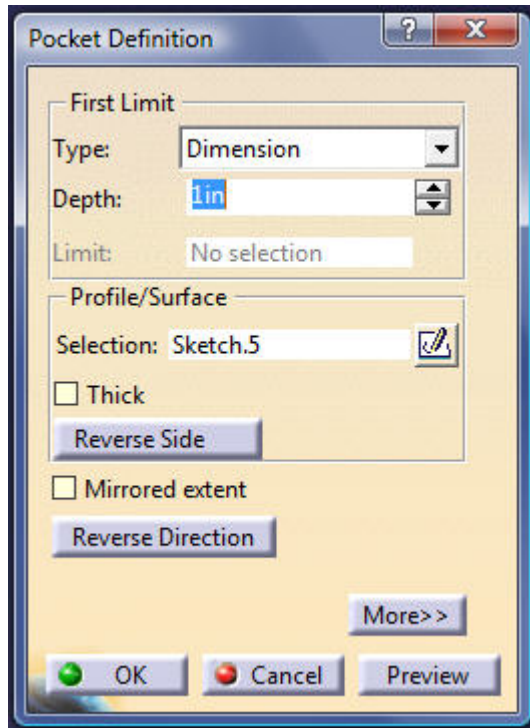 Pocket Definition
?
X
First Limit
Type: Dimension
Depth: 1in
Limit: No selection
Profile/Surface
Selection: Sketch.5
Thick
Reverse Side
Mirrored extent
Reverse Direction
More>>
OK Cancel Preview